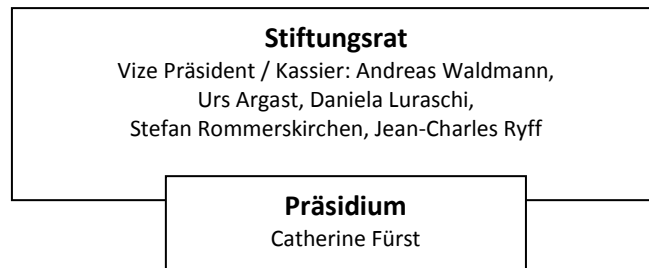 Stiftungsrat
Vize Präsident / Kassier: Andreas Waldmann,
Urs Argast, Daniela Luraschi,
Stefan Rommerskirchen, Jean-Charles Ryff
Präsidium
Catherine Fürst